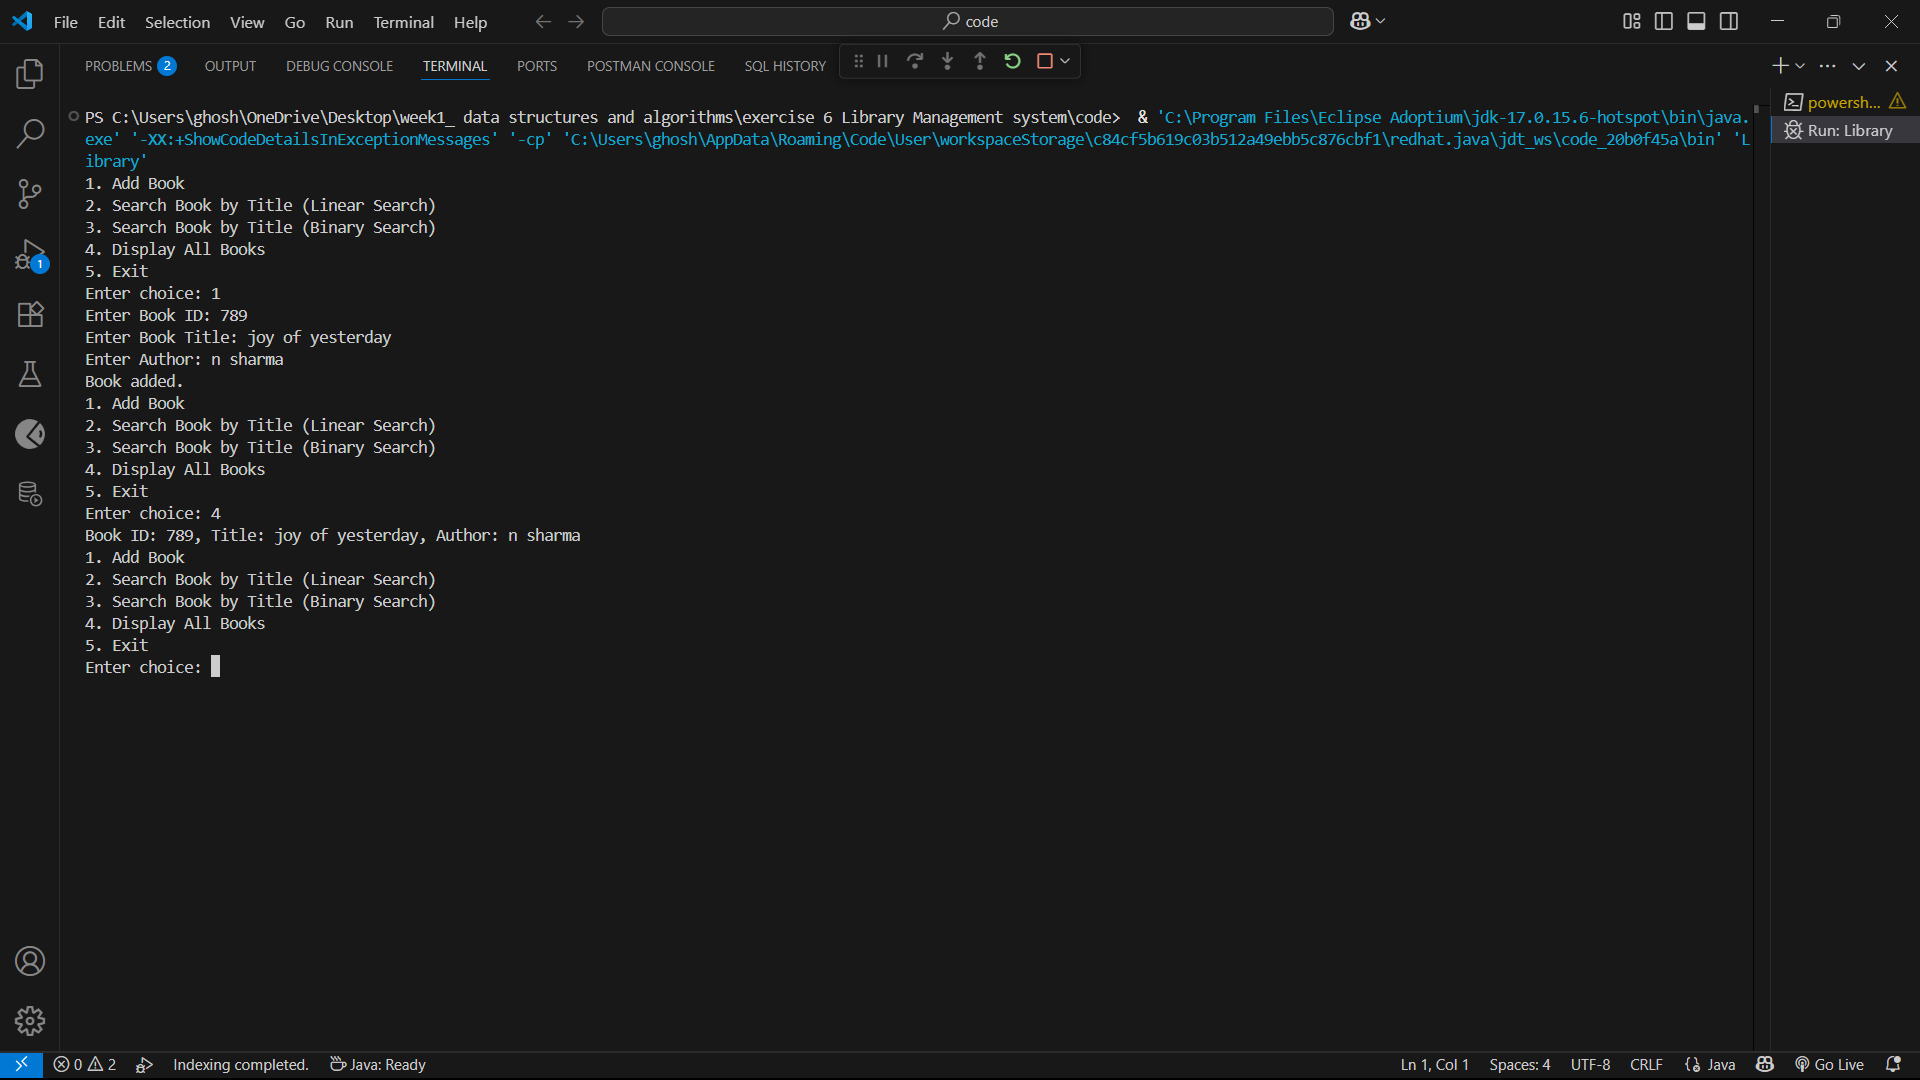 File Edit Selection View Go Run Terminal Help code
PROBLEMS 2 OUTPUT DEBUG CONSOLE TERMINAL PORTS POSTMAN CONSOLE SQL HISTORY
powersh...
Run: Library
PS C:\Users\ghosh\OneDrive\Desktop\week1_ data structures and algorithms\exercise 6 Library Management system\code>  & 'C:\Program Files\Eclipse Adoptium\jdk-17.0.15.6-hotspot\bin\java.
exe' '-XX:+ShowCodeDetailsInExceptionMessages' '-cp' 'C:\Users\ghosh\AppData\Roaming\Code\User\workspaceStorage\c84cf5b619c03b512a49ebb5c876cbf1\redhat.java\jdt_ws\code_20b0f45a\bin' 'L
ibrary'
1. Add Book
2. Search Book by Title (Linear Search)
3. Search Book by Title (Binary Search)
4. Display All Books
5. Exit
Enter choice: 1
Enter Book ID: 789
Enter Book Title: joy of yesterday
Enter Author: n sharma
Book added.
1. Add Book
2. Search Book by Title (Linear Search)
3. Search Book by Title (Binary Search)
4. Display All Books
5. Exit
Enter choice: 4
Book ID: 789, Title: joy of yesterday, Author: n sharma
1. Add Book
2. Search Book by Title (Linear Search)
3. Search Book by Title (Binary Search)
4. Display All Books
5. Exit
Enter choice:
1
0 2 Indexing completed. Java: Ready Ln 1, Col 1 Spaces: 4 UTF-8 CRLF Java Go Live